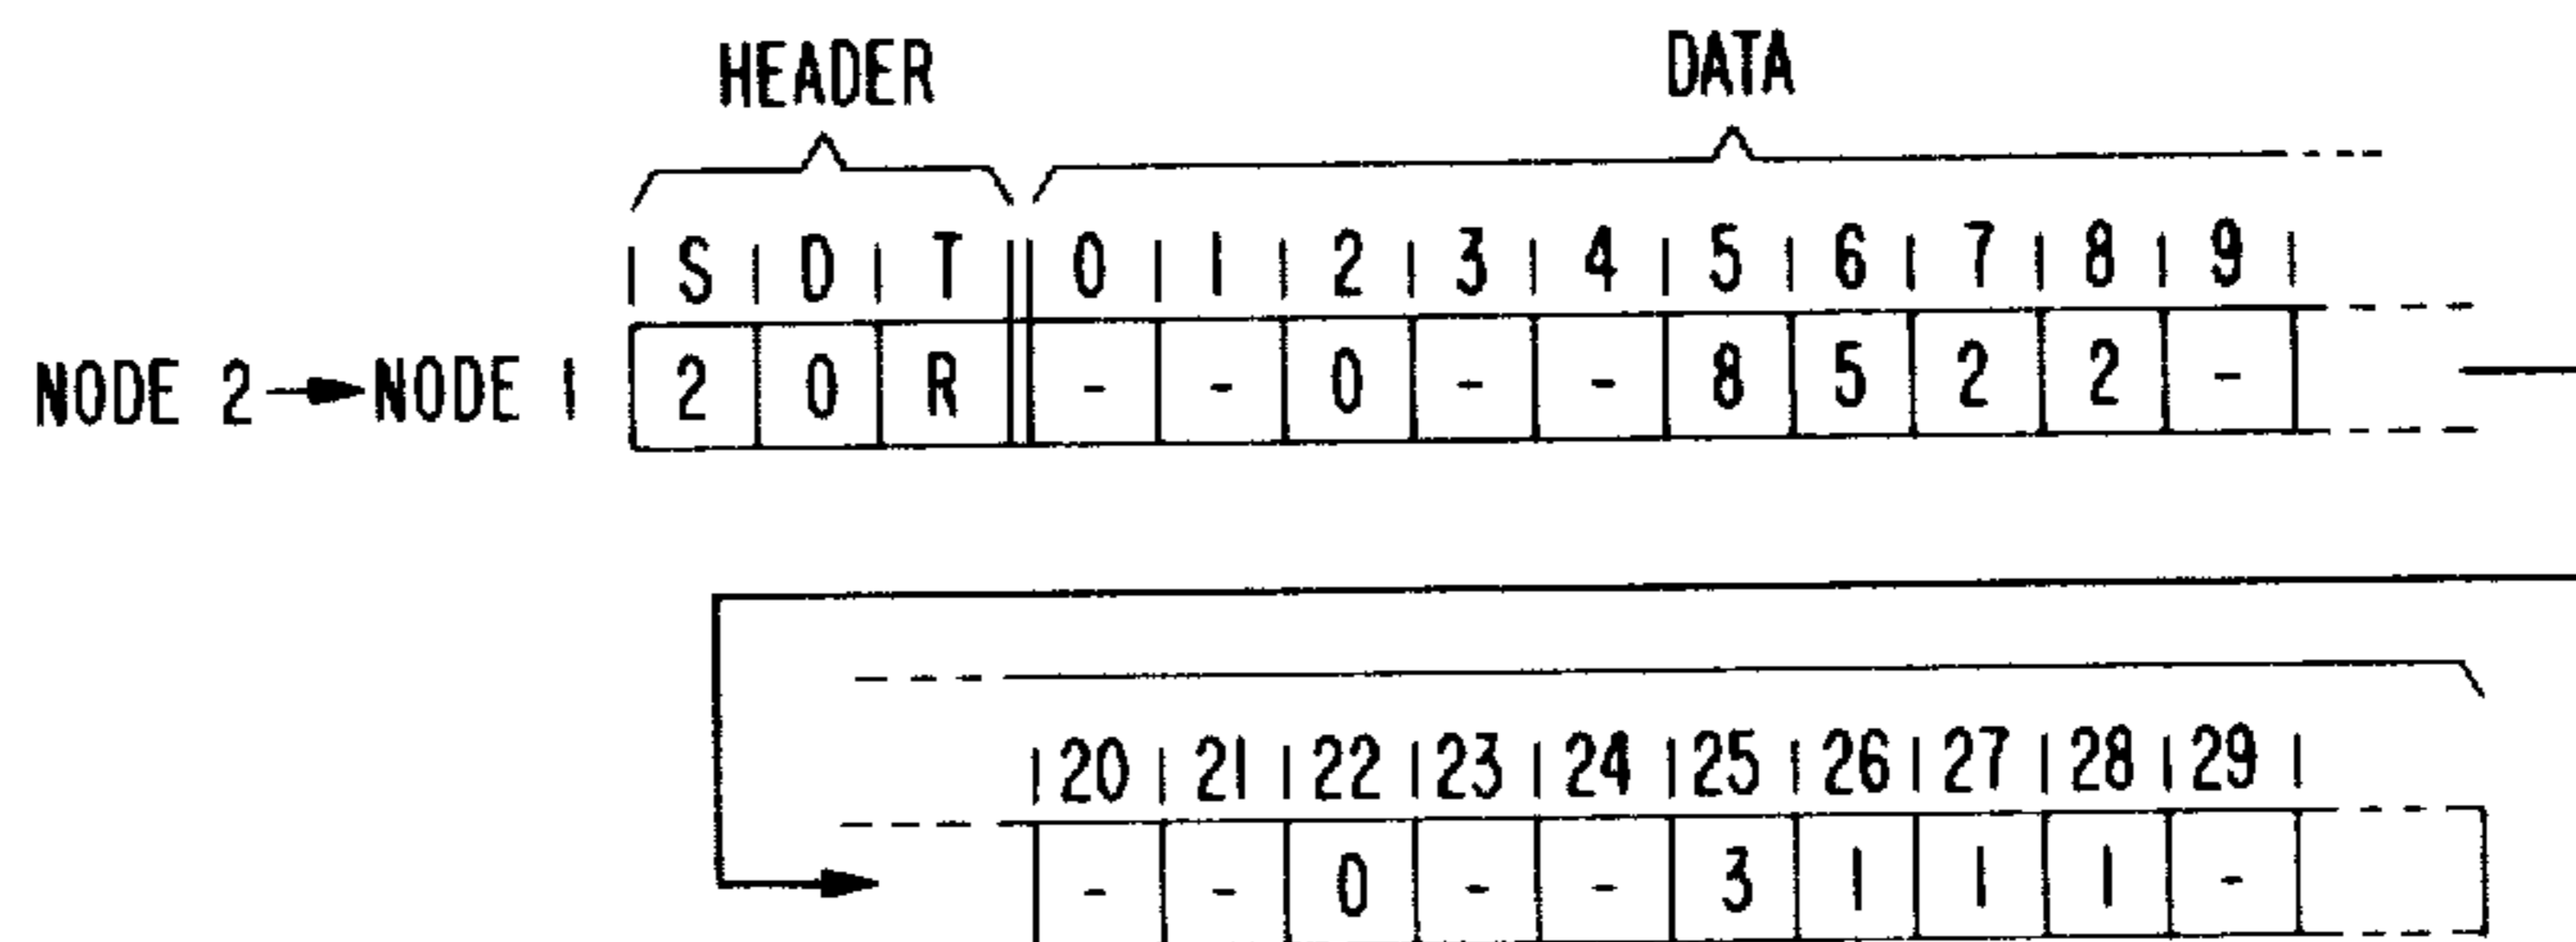 HEADER DATA
S D T 0 1 2 3 4 5 6 7 8 9
NODE 2 → NODE 1 2 0 R - - 0 - - 8 5 2 2 -
20 21 22 23 24 25 26 27 28 29
- - 0 - - 3 1 1 1 -